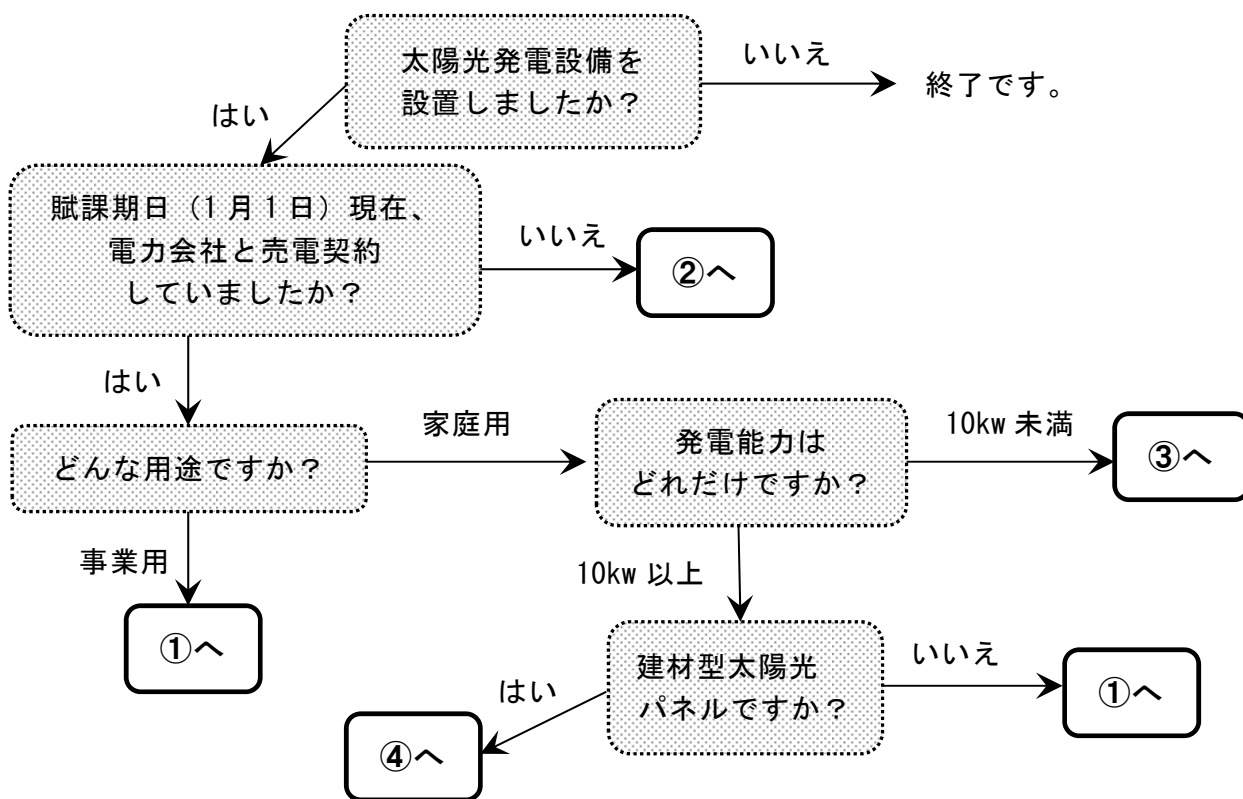 太陽光発電設備を
設置しましたか？
いいえ
終了です。
はい
賦課期日（1月1日）現在、
電力会社と売電契約
していましたか？
いいえ
②へ
はい
どんな用途ですか？
家庭用
発電能力は
どれだけですか？
10kw 未満
③へ
事業用
①へ
10kw 以上
建材型太陽光
パネルですか？
いいえ
①へ
はい
④へ